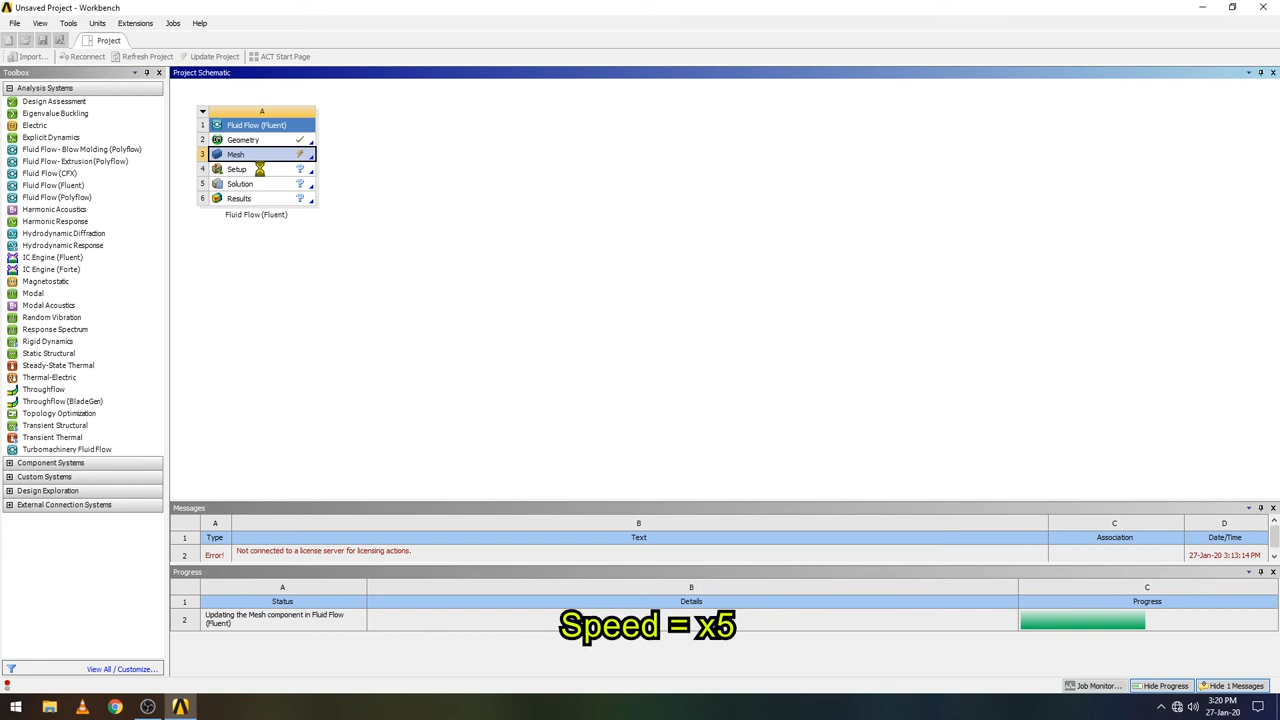 Unsaved Project - Workbench
File View Tools Units Extensions Jobs Help
Project
Import... Reconnect Refresh Project Update Project ACT Start Page
Toolbox
Analysis Systems
Design Assessment
Eigenvalue Buckling
Electric
Explicit Dynamics
Fluid Flow - Blow Molding (Polyflow)
Fluid Flow- Extrusion (Polyflow)
Fluid Flow (CFX)
Fluid Flow (Fluent)
Fluid Flow (Polyflow)
Harmonic Acoustics
Harmonic Response
Hydrodynamic Diffraction
Hydrodynamic Response
IC Engine (Fluent)
IC Engine (Forte)
Magnetostatic
Modal
Modal Acoustics
Random Vibration
Response Spectrum
Rigid Dynamics
Static Structural
Steady-State Thermal
Thermal-Electric
Throughflow
Throughflow (BladeGen)
Topology Optimization
Transient Structural
Transient Thermal
Turbomachinery Fluid Flow
Component Systems
Custom Systems
Design Exploration
External Connection Systems
View All / Customize...
Project Schematic
A
1 Fluid Flow (Fluent)
2 Geometry
3 Mesh
4 Setup
5 Solution
6 Results
Fluid Flow (Fluent)
Messages
A B C D
1 Type Text Association Date/Time
2 Error! Not connected to a license server for licensing actions. 27-Jan-20 3:13:14 PM
Progress
A B C
1 Status Details Progress
2 Updating the Mesh component in Fluid Flow (Fluent)
Speed = x5
Job Monitor... Hide Progress Hide 1 Messages
3:20 PM
27-Jan-20